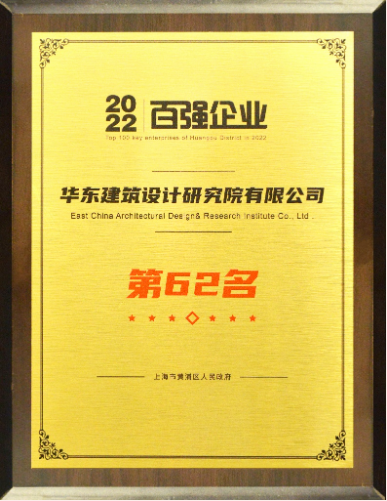 2022 百强企业
Top 100 key enterprises of Huangpu District in 2022
华东建筑设计研究院有限公司
East China Architectural Design& Research Institute Co., Ltd .
第62名
上海市黄浦区人民政府